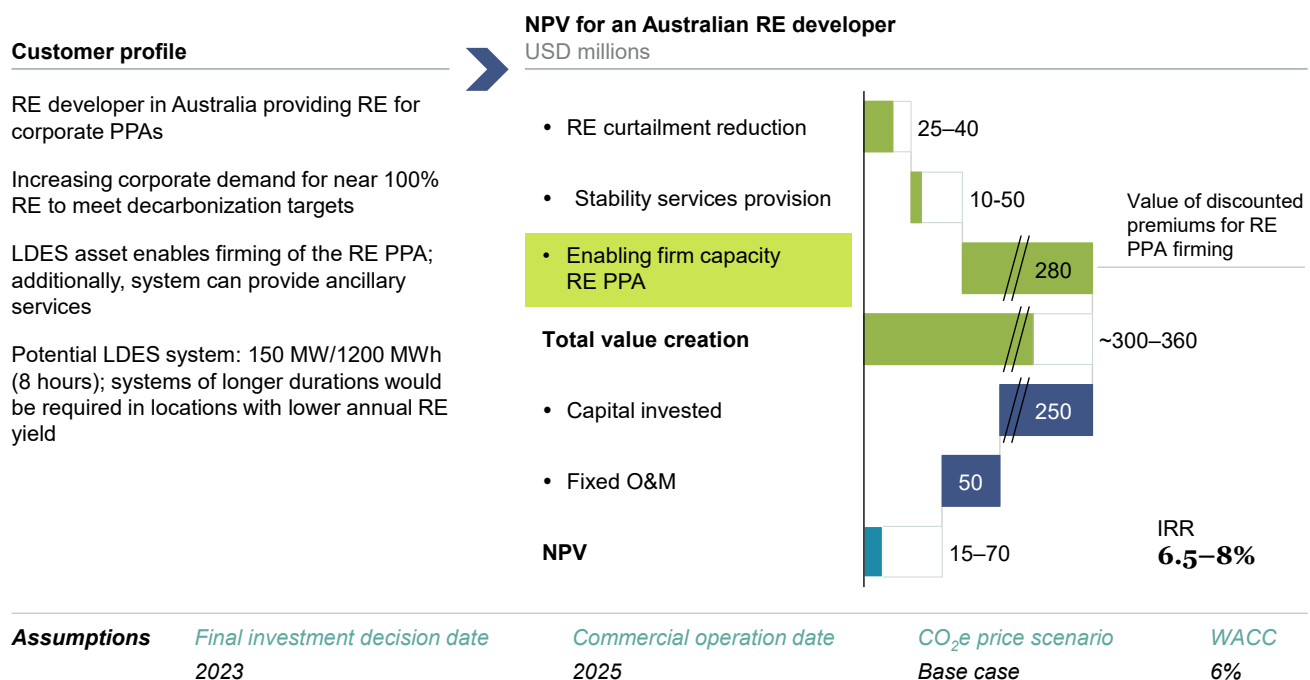 Customer profile
RE developer in Australia providing RE for
corporate PPAs
Increasing corporate demand for near 100%
RE to meet decarbonization targets
LDES asset enables firming of the RE PPA;
additionally, system can provide ancillary
services
Potential LDES system: 150 MW/1200 MWh
(8 hours); systems of longer durations would
be required in locations with lower annual RE
yield
NPV for an Australian RE developer
USD millions
• RE curtailment reduction
25–40
• Stability services provision
10-50
• Enabling firm capacity
RE PPA
280
Value of discounted
premiums for RE
PPA firming
Total value creation
~300–360
• Capital invested
250
• Fixed O&M
50
NPV
15–70
IRR
6.5–8%
Assumptions
Final investment decision date
2023
Commercial operation date
2025
CO₂e price scenario
Base case
WACC
6%